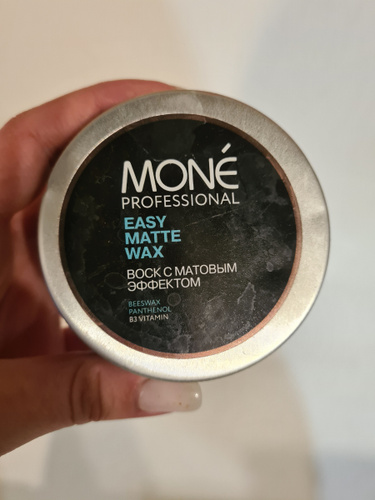 MONÉ
PROFESSIONAL
EASY
MATTE
WAX
ВОСК С МАТОВЫМ
ЭФФЕКТОМ
BEESWAX
PANTHENOL
B3 VITAMIN